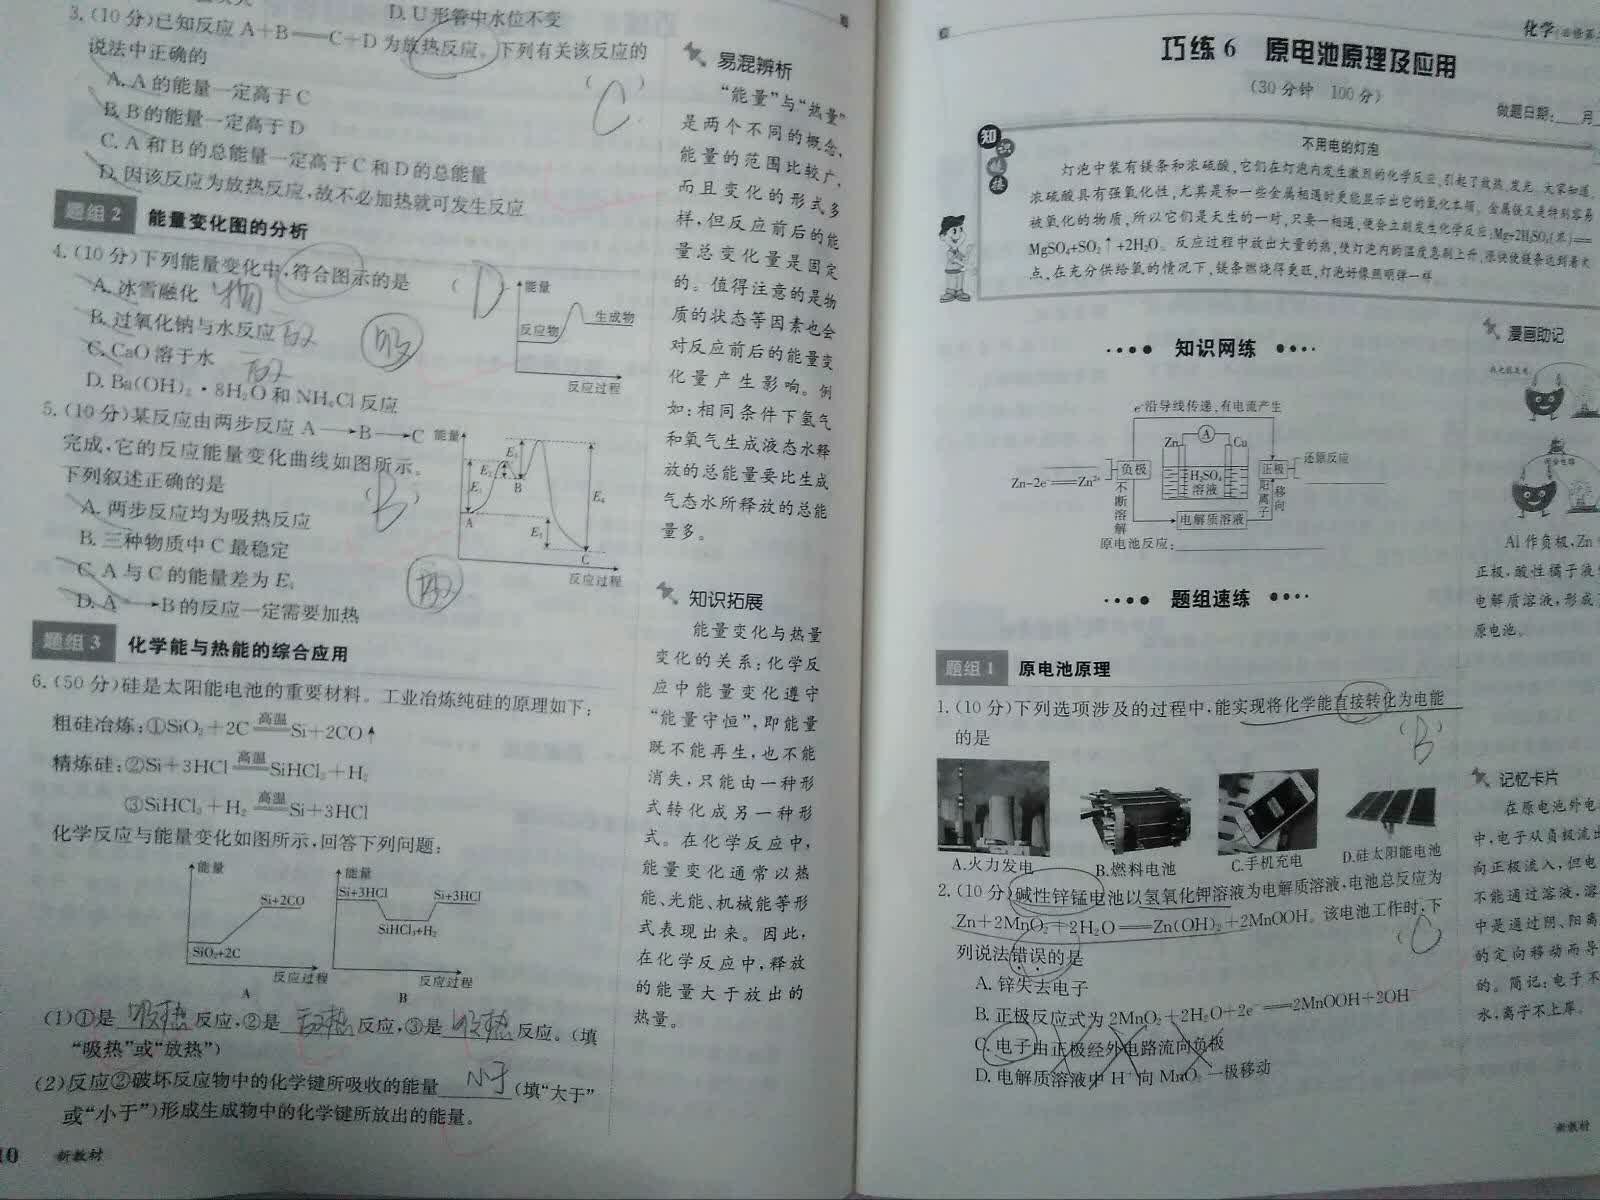 D. U形管中水位不变
3. (10分)已知反应 A+B══C+D 为放热反应。下列有关该反应的
说法中正确的
( C )
A. A 的能量一定高于 C
B. B的能量一定高于D
C. A 和 B 的总能量一定高于 C 和 D 的总能量
D. 因该反应为放热反应,故不必加热就可发生反应
题组 2 能量变化图的分析
4. (10分)下列能量变化中,符合图示的是 ( D )
A. 冰雪融化 物
B. 过氧化钠与水反应 放
C. CaO 溶于水 放
D. Ba(OH)₂·8H₂O 和 NH₄Cl 反应
吸
能量
反应物
生成物
反应过程
5. (10分)某反应由两步反应 A→B→C
完成,它的反应能量变化曲线如图所示。
下列叙述正确的是 ( B )
A. 两步反应均为吸热反应
B. 三种物质中 C 最稳定
C. A 与 C 的能量差为 E₄
D. A→B 的反应一定需要加热
放
能量
E₁
E₂
E₃
E₄
E₅
A
B
C
反应过程
题组 3 化学能与热能的综合应用
6. (50分)硅是太阳能电池的重要材料。工业冶炼纯硅的原理如下:
粗硅冶炼:①SiO₂+2C 高温══ Si+2CO↑
精炼硅:②Si+3HCl 高温══ SiHCl₃+H₂
③SiHCl₃+H₂ 高温══ Si+3HCl
化学反应与能量变化如图所示,回答下列问题:
能量
Si+2CO
SiO₂+2C
反应过程
A
能量
Si+3HCl
Si+3HCl
SiHCl₃+H₂
反应过程
B
(1)①是 吸热 反应,②是 放热 反应,③是 吸热 反应。(填
“吸热”或“放热”)
(2)反应②破坏反应物中的化学键所吸收的能量 小于 (填“大于”
或“小于”)形成生成物中的化学键所放出的能量。
10 新教材
易混辨析
“能量”与“热量”
是两个不同的概念,
能量的范围比较广,
而且变化的形式多
样,但反应前后的能
量总变化量是固定
的。值得注意的是物
质的状态等因素也会
对反应前后的能量变
化量产生影响。例
如:相同条件下氢气
和氧气生成液态水释
放的总能量要比生成
气态水所释放的总能
量多。
知识拓展
能量变化与热量
变化的关系:化学反
应中能量变化遵守
“能量守恒”,即能量
既不能再生,也不能
消失,只能由一种形
式转化成另一种形
式。在化学反应中,
能量变化通常以热
能、光能、机械能等形
式表现出来。因此,
在化学反应中,释放
的能量大于放出的
热量。
化学(必修第
巧练 6 原电池原理及应用
(30分钟 100分)
做题日期:___月
知识链接
不用电的灯泡
灯泡中装有镁条和浓硫酸,它们在灯泡内发生激烈的化学反应,引起了放热、发光。大家知道,
浓硫酸具有强氧化性,尤其是和一些金属相遇时更能显示出它的氧化本领。金属镁又是特别容易
被氧化的物质,所以它们是天生的一对,只要一相遇,便会立刻发生化学反应:Mg+2H₂SO₄(浓)══
MgSO₄+SO₂↑+2H₂O。反应过程中放出大量的热,使灯泡内的温度急剧上升,很快使镁条达到着火
点,在充分供给氧的情况下,镁条燃烧得更旺,灯泡好像照明弹一样。
知识网练
e⁻沿导线传递,有电流产生
A
Zn
Cu
H₂SO₄
溶液
负极
正极
还原反应
Zn-2e⁻══Zn²⁺
不断溶解
阳离子
移向
电解质溶液
原电池反应:
题组速练
题组 1 原电池原理
1. (10分)下列选项涉及的过程中,能实现将化学能直接转化为电能
的是 ( B )
A.火力发电
B.燃料电池
C.手机充电
D.硅太阳能电池
2. (10分)碱性锌锰电池以氢氧化钾溶液为电解质溶液,电池总反应为
Zn+2MnO₂+2H₂O══Zn(OH)₂+2MnOOH。该电池工作时,下
列说法错误的是 ( C )
A. 锌失去电子
B. 正极反应式为 2MnO₂+2H₂O+2e⁻══2MnOOH+2OH⁻
C. 电子由正极经外电路流向负极
D. 电解质溶液中 H⁺向 MnO₂ 一极移动
新教材
漫画助记
Al 作负极,Zn
正极,酸性橘子液
电解质溶液,形成
原电池。
记忆卡片
在原电池外电
中,电子从负极流出
向正极流入,但电
不能通过溶液,溶
中是通过阴、阳离
的定向移动而导
的。简记:电子不
水,离子不上岸。